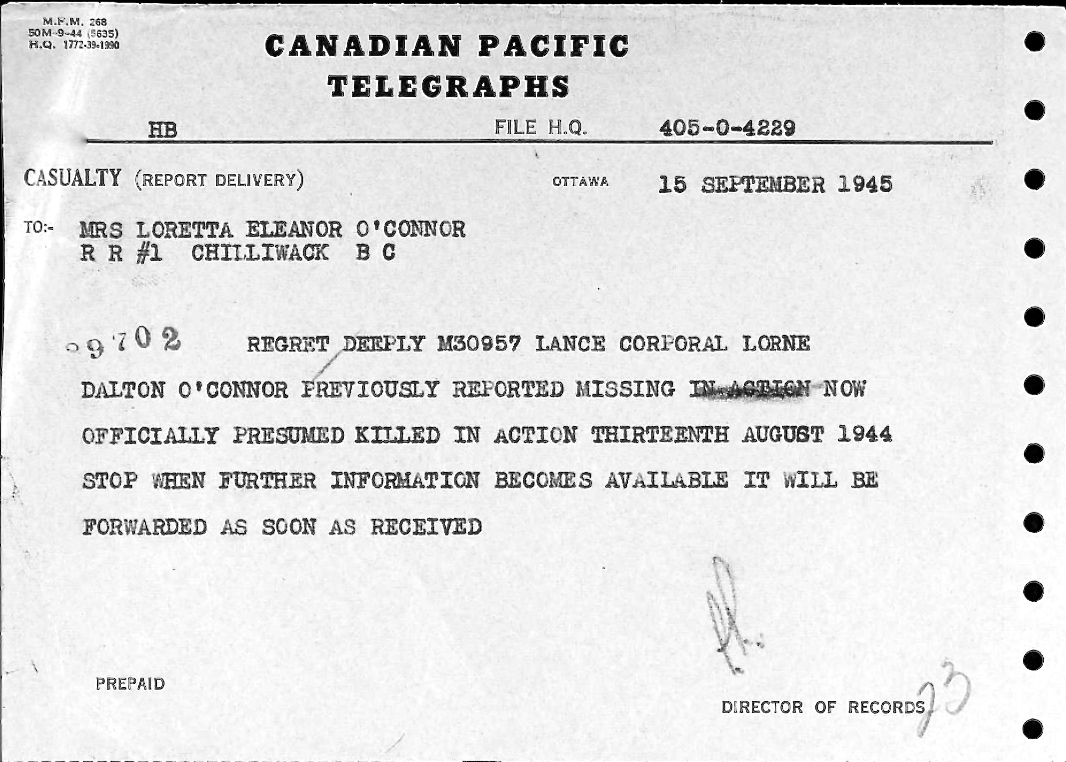 M.F.M. 268
50M-9-44 (5635)
H.Q. 1772-39-1990
CANADIAN PACIFIC
TELEGRAPHS
HB FILE H.Q. 405-O-4229
CASUALTY (REPORT DELIVERY) OTTAWA 15 SEPTEMBER 1945
TO:- MRS LORETTA ELEANOR O'CONNOR
R R #1 CHILLIWACK B C
9702 REGRET DEEPLY M30957 LANCE CORPORAL LORNE
DALTON O'CONNOR PREVIOUSLY REPORTED MISSING IN ACTION NOW
OFFICIALLY PRESUMED KILLED IN ACTION THIRTEENTH AUGUST 1944
STOP WHEN FURTHER INFORMATION BECOMES AVAILABLE IT WILL BE
FORWARDED AS SOON AS RECEIVED
PREPAID
DIRECTOR OF RECORDS
23